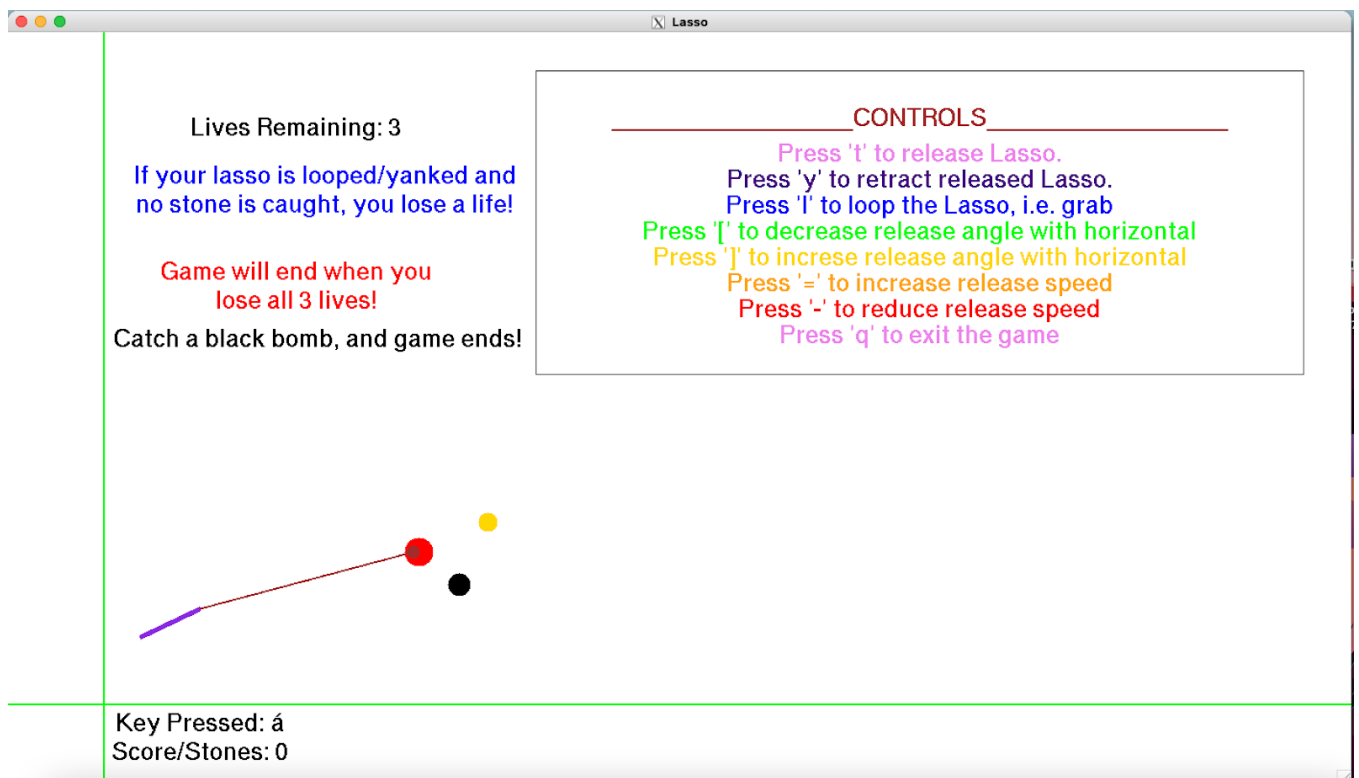 Lasso
Lives Remaining: 3
If your lasso is looped/yanked and
no stone is caught, you lose a life!
Game will end when you
lose all 3 lives!
Catch a black bomb, and game ends!
__________________CONTROLS__________________
Press 't' to release Lasso.
Press 'y' to retract released Lasso.
Press 'l' to loop the Lasso, i.e. grab
Press '[' to decrease release angle with horizontal
Press ']' to increse release angle with horizontal
Press '=' to increase release speed
Press '-' to reduce release speed
Press 'q' to exit the game
Key Pressed: á
Score/Stones: 0